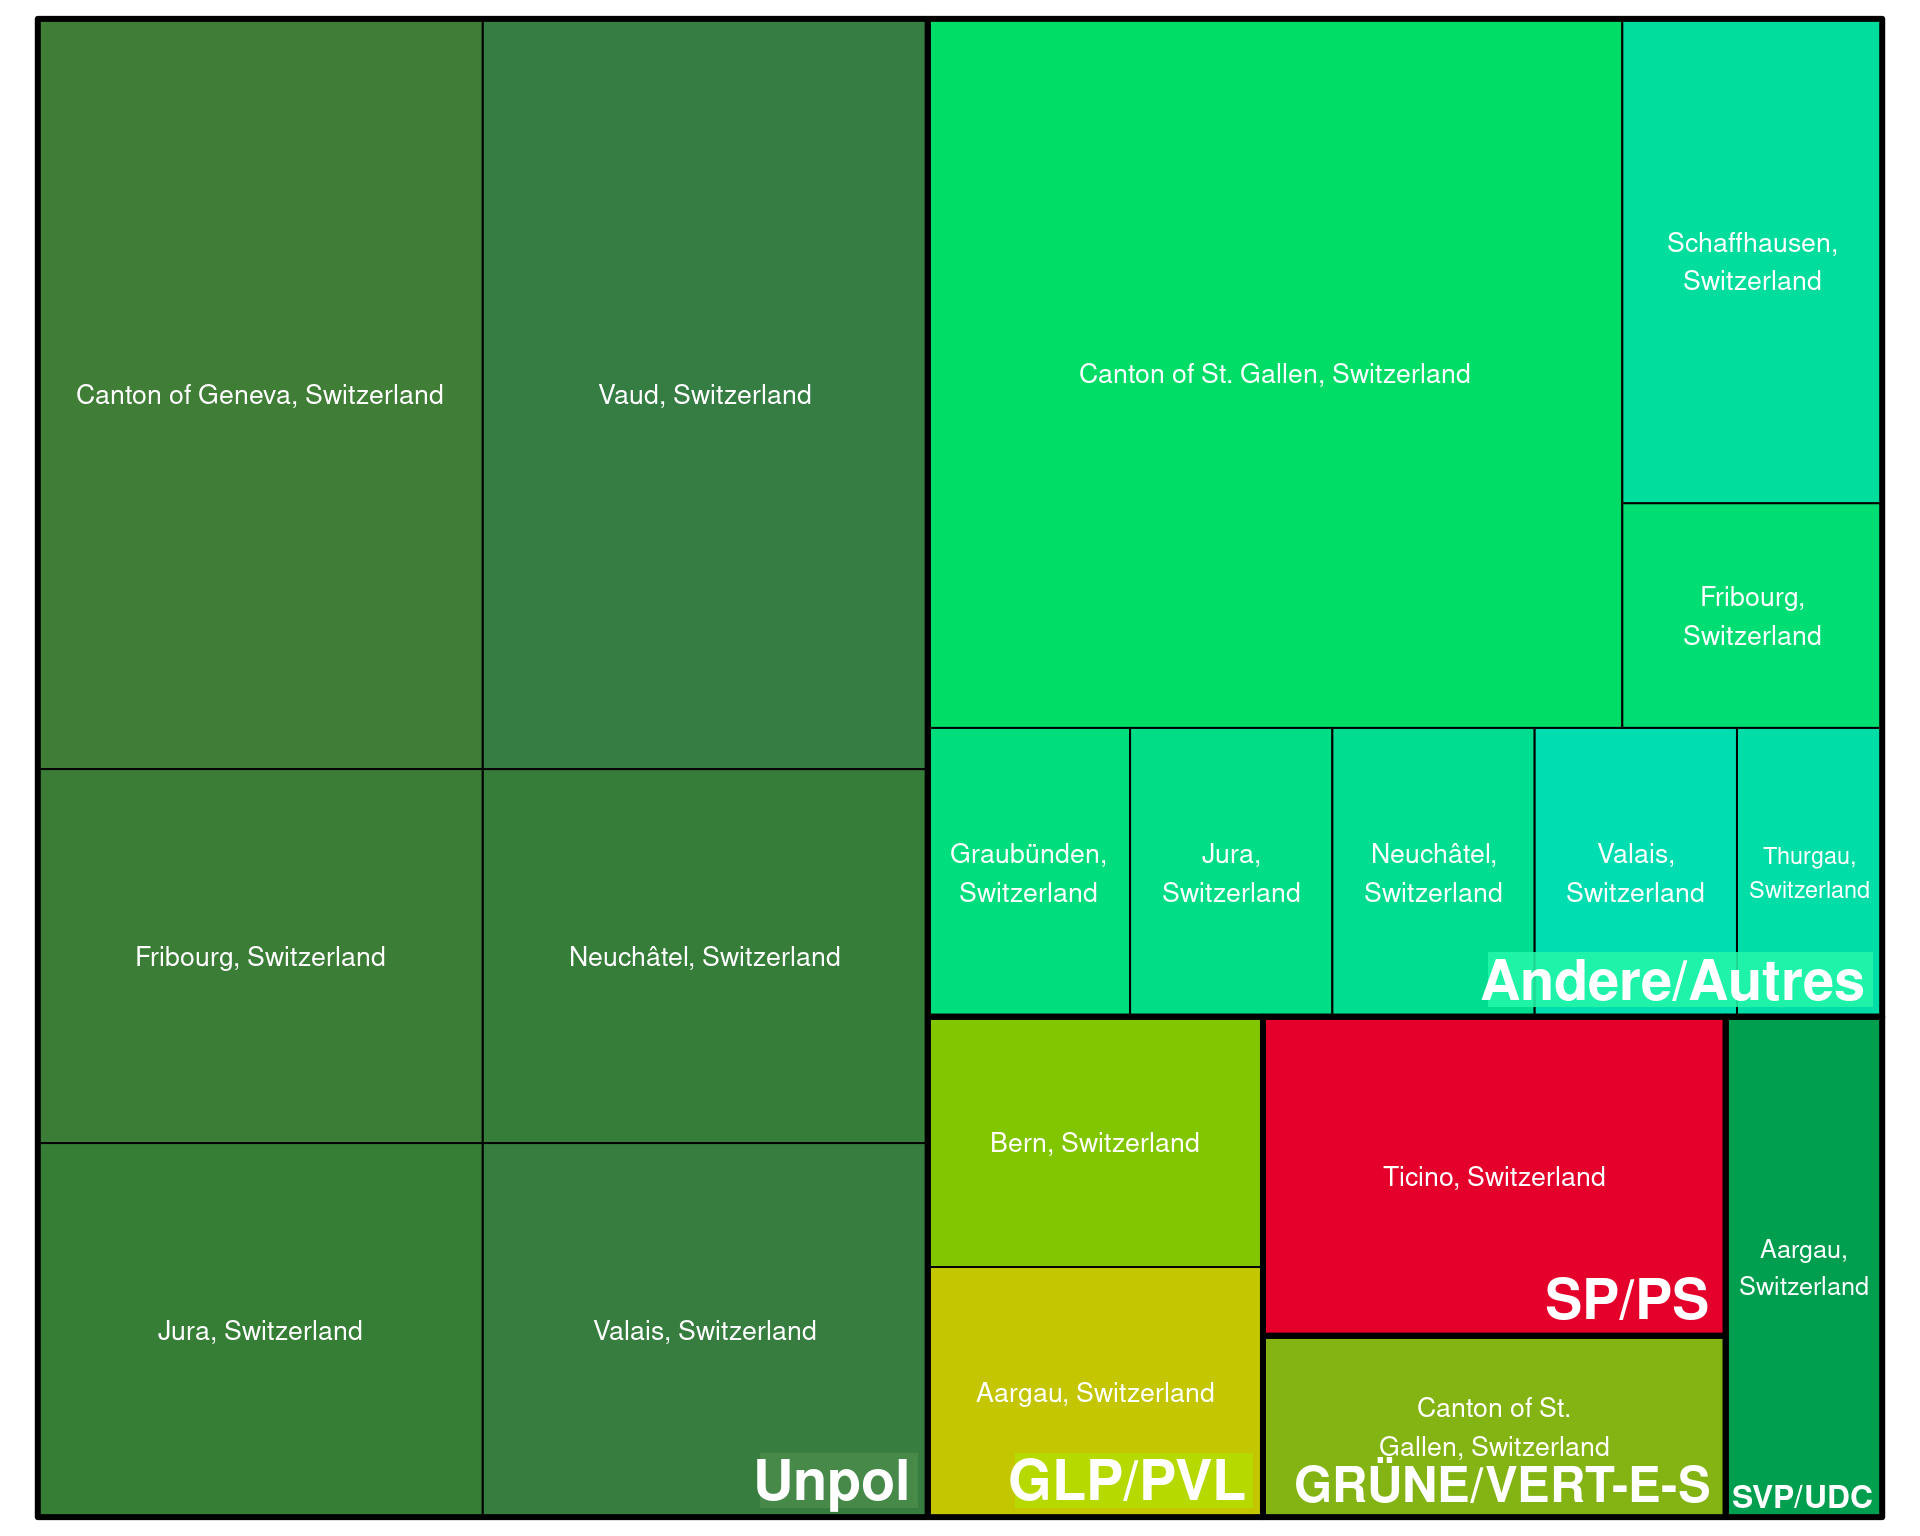 Canton of Geneva, Switzerland
Vaud, Switzerland
Fribourg, Switzerland
Neuchâtel, Switzerland
Jura, Switzerland
Valais, Switzerland
Unpol
Canton of St. Gallen, Switzerland
Schaffhausen,
Switzerland
Fribourg,
Switzerland
Graubünden,
Switzerland
Jura,
Switzerland
Neuchâtel,
Switzerland
Valais,
Switzerland
Thurgau,
Switzerland
Andere/Autres
Bern, Switzerland
Aargau, Switzerland
GLP/PVL
Ticino, Switzerland
SP/PS
Canton of St.
Gallen, Switzerland
GRÜNE/VERT-E-S
Aargau,
Switzerland
SVP/UDC